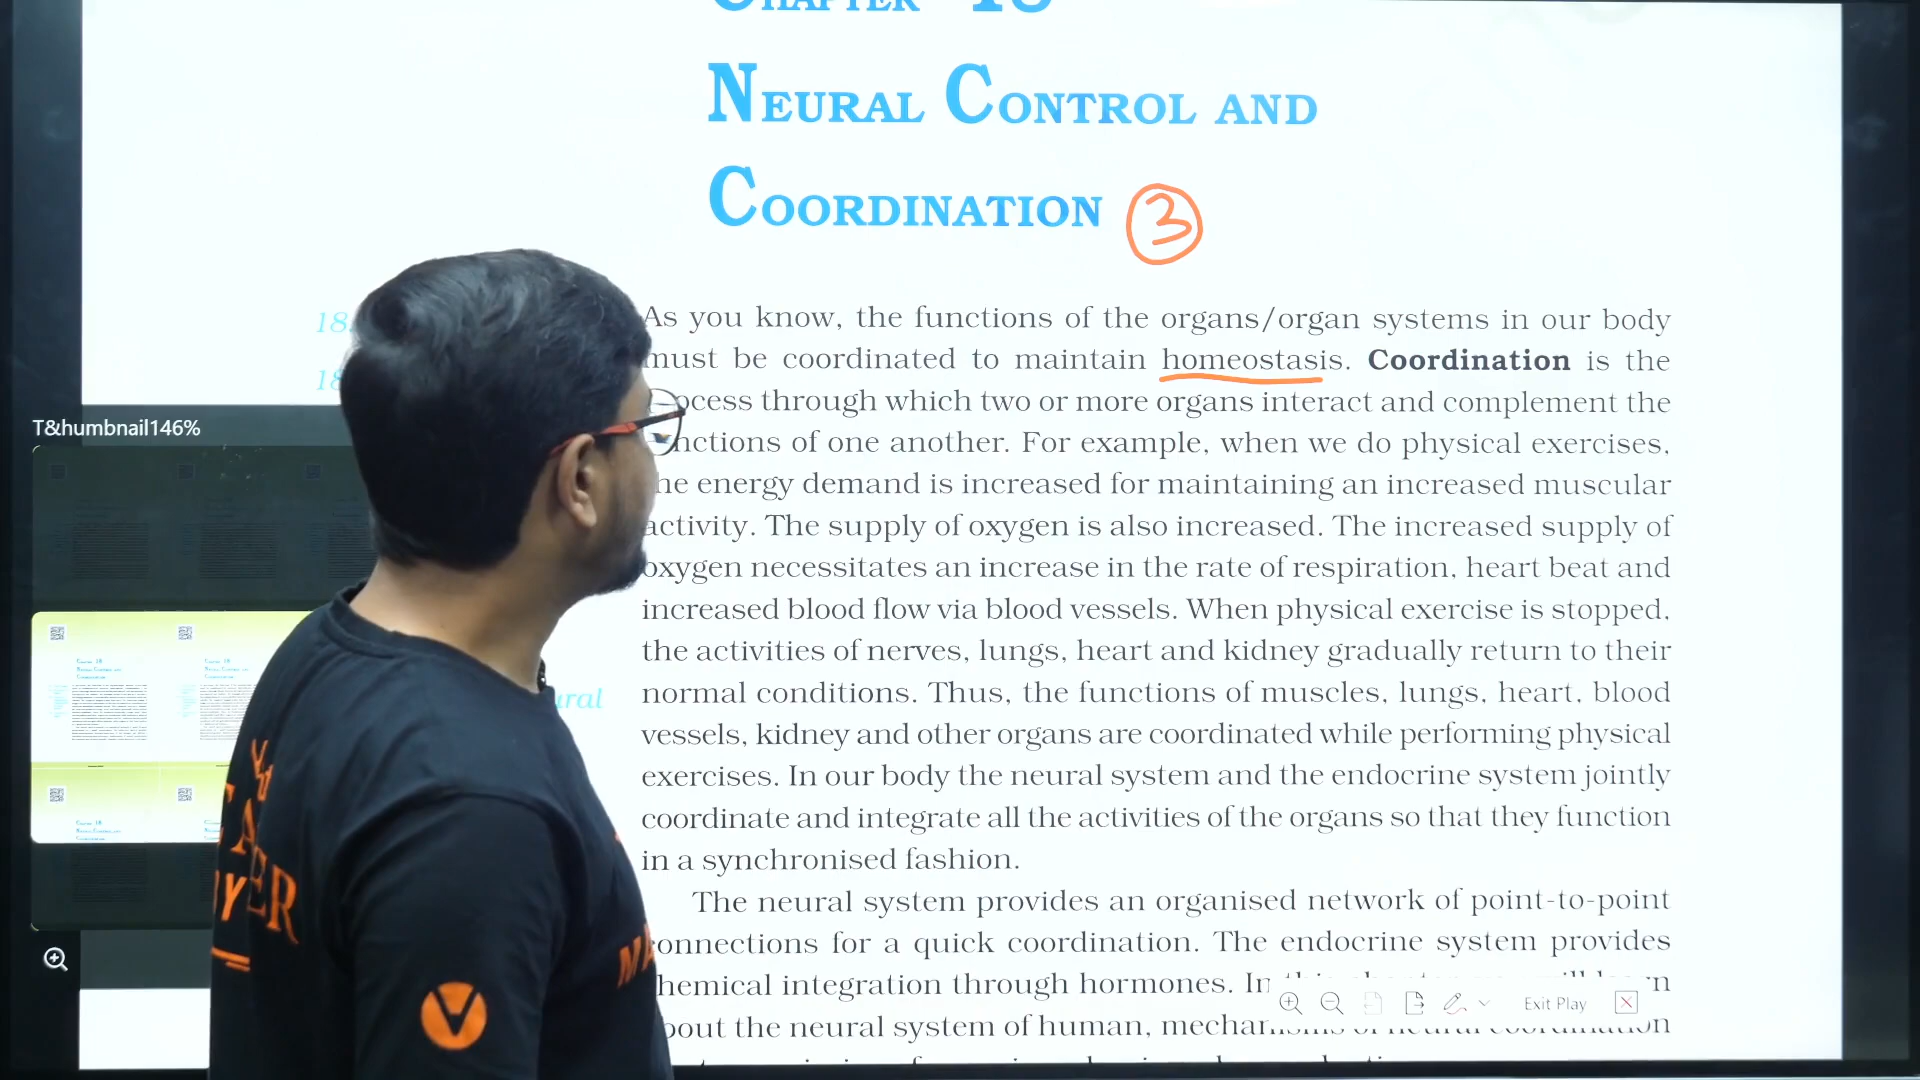 NEURAL CONTROL AND
COORDINATION 3
As you know, the functions of the organs/organ systems in our body
must be coordinated to maintain homeostasis. Coordination is the
through which two or more organs interact and complement the
of one another. For example, when we do physical exercises,
energy demand is increased for maintaining an increased muscular
activity. The supply of oxygen is also increased. The increased supply of
oxygen necessitates an increase in the rate of respiration, heart beat and
increased blood flow via blood vessels. When physical exercise is stopped,
the activities of nerves, lungs, heart and kidney gradually return to their
normal conditions. Thus, the functions of muscles, lungs, heart, blood
vessels, kidney and other organs are coordinated while performing physical
exercises. In our body the neural system and the endocrine system jointly
coordinate and integrate all the activities of the organs so that they function
in a synchronised fashion.
The neural system provides an organised network of point-to-point
connections for a quick coordination. The endocrine system provides
chemical integration through hormones. In
about the neural system of human,
T&humbnail146%
Exit Play